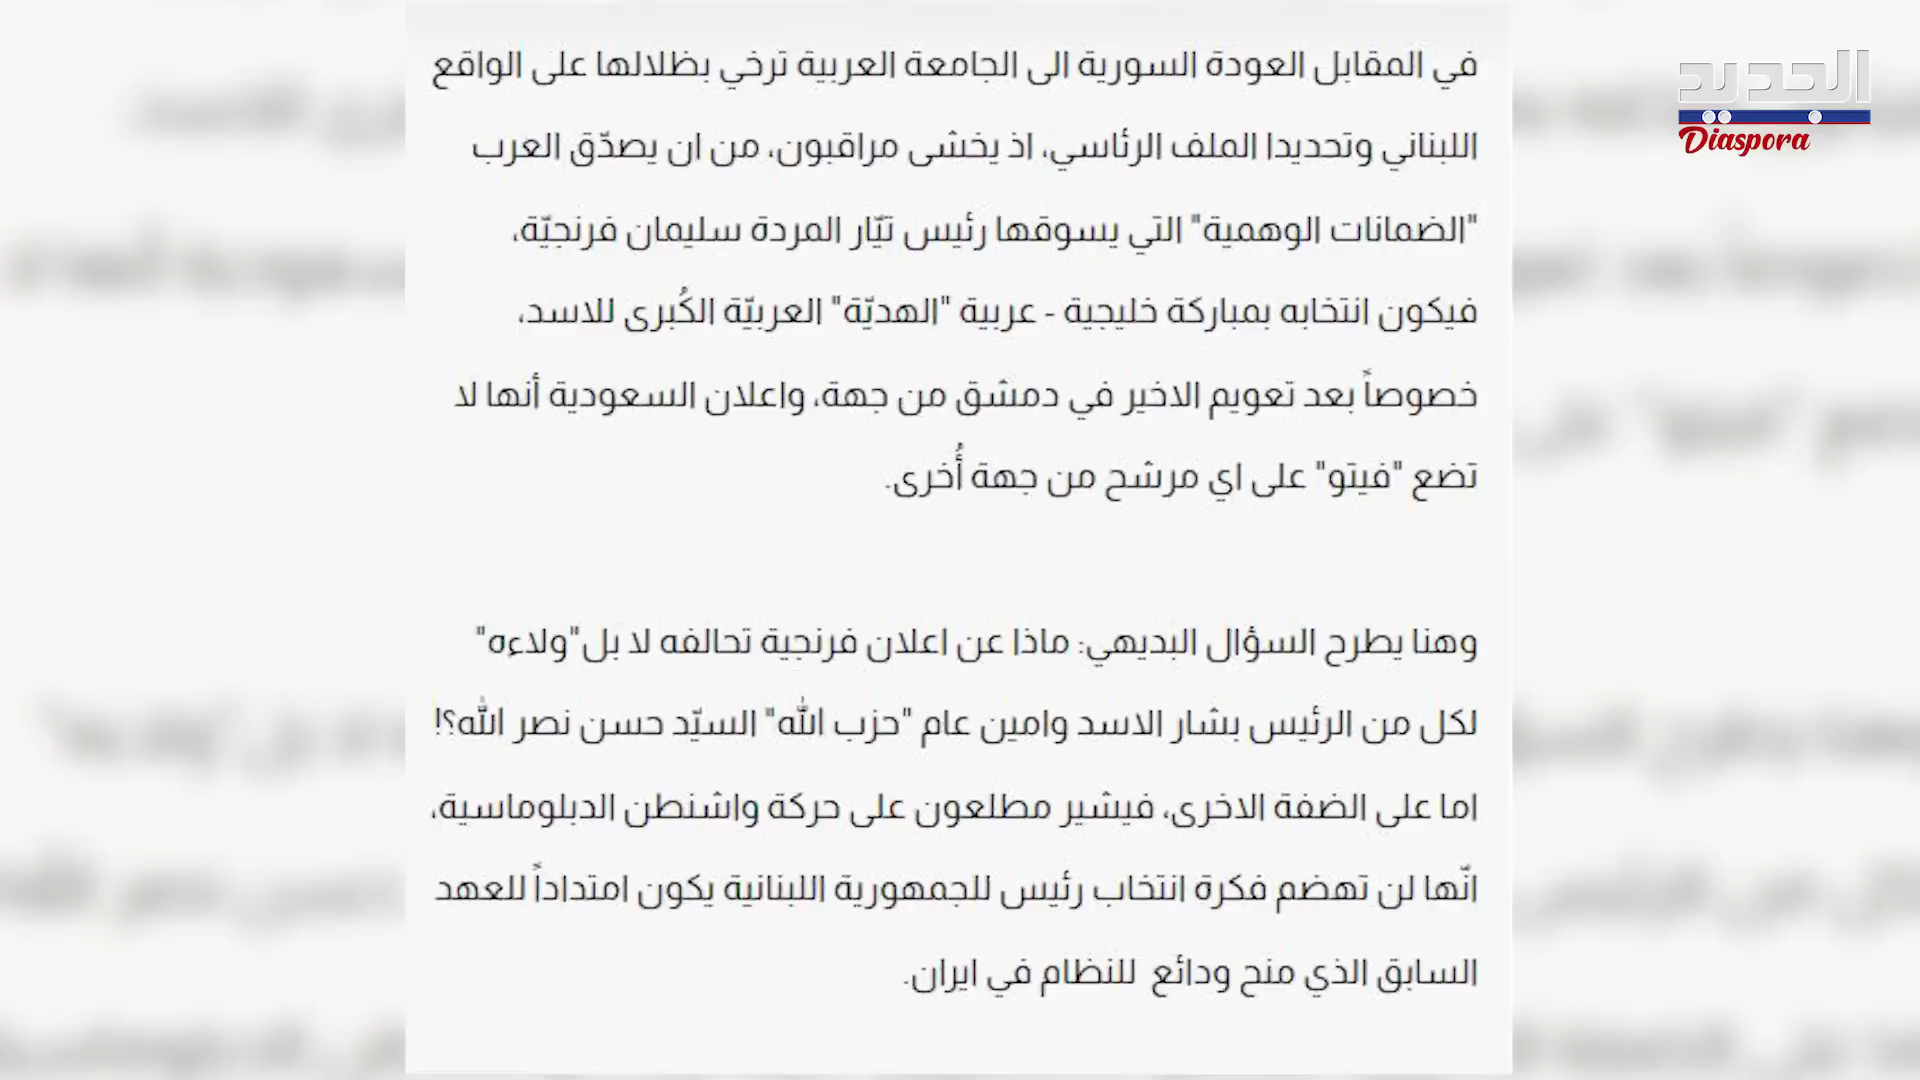 في المقابل العودة السورية الى الجامعة العربية ترخي بظلالها على الواقع
اللبناني وتحديدا الملف الرئاسي، اذ يخشى مراقبون، من ان يصدّق العرب
"الضمانات الوهمية" التي يسوقها رئيس تيّار المردة سليمان فرنجيّة،
فيكون انتخابه بمباركة خليجية - عربية "الهديّة" العربيّة الكُبرى للاسد،
خصوصاً بعد تعويم الاخير في دمشق من جهة، واعلان السعودية أنها لا
تضع "فيتو" على اي مرشح من جهة أُخرى.
وهنا يطرح السؤال البديهي: ماذا عن اعلان فرنجية تحالفه لا بل"ولاءه"
لكل من الرئيس بشار الاسد وامين عام "حزب الله" السيّد حسن نصر الله؟!
اما على الضفة الاخرى، فيشير مطلعون على حركة واشنطن الدبلوماسية،
انّها لن تهضم فكرة انتخاب رئيس للجمهورية اللبنانية يكون امتداداً للعهد
السابق الذي منح ودائع للنظام في ايران.
الجديد
Diaspora